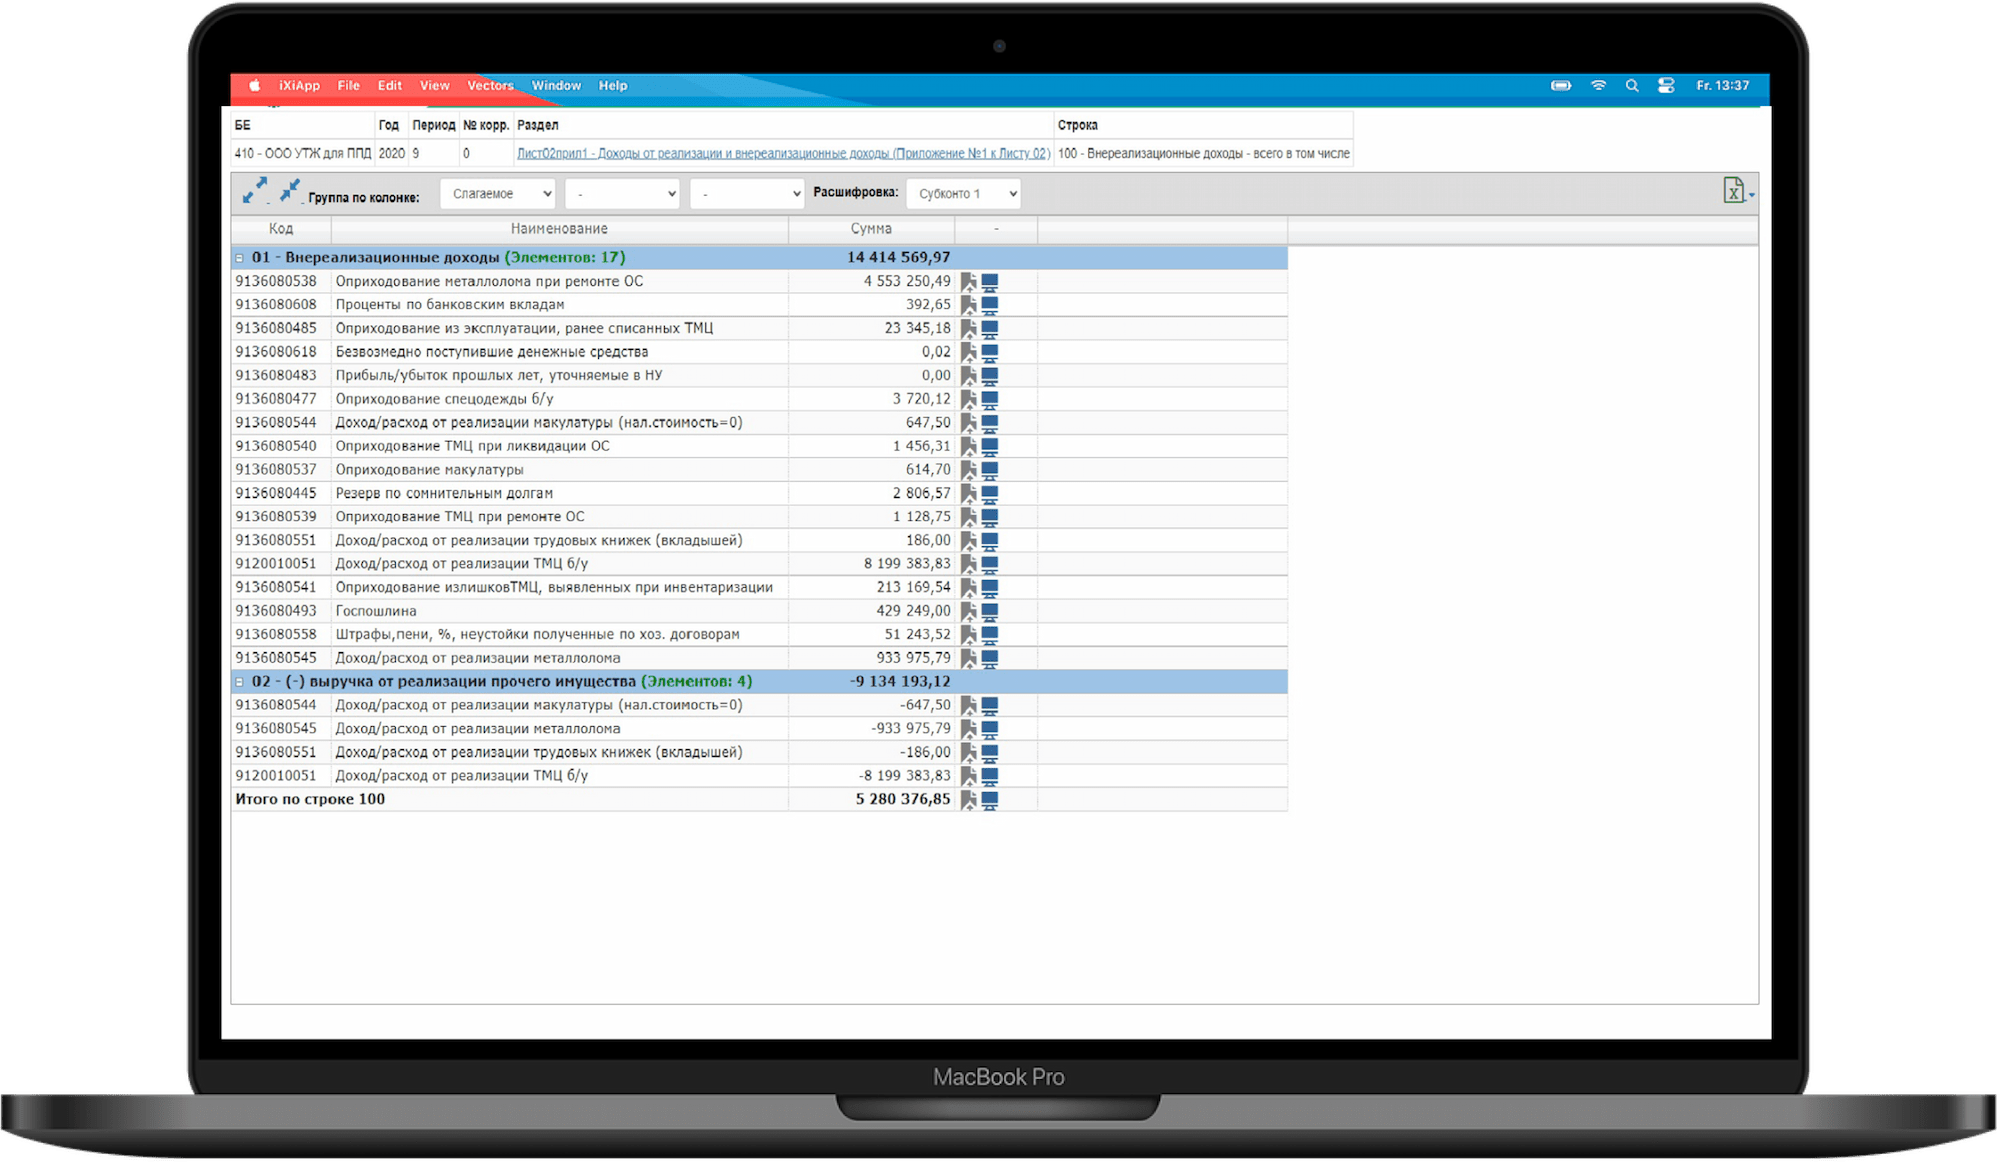 iXiApp File Edit View Vectors Window Help Fr. 13:37
БЕ Год Период № корр. Раздел Строка
410 - ООО УТЖ для ППД 2020 9 0 Лист02прил1 - Доходы от реализации и внереализационные доходы (Приложение №1 к Листу 02) 100 - Внереализационные доходы - всего в том числе
Группа по колонке: Слагаемое - - Расшифровка: Субконто 1
Код Наименование Сумма -
01 - Внереализационные доходы (Элементов: 17) 14 414 569,97
9136080538 Оприходование металлолома при ремонте ОС 4 553 250,49
9136080608 Проценты по банковским вкладам 392,65
9136080485 Оприходование из эксплуатации, ранее списанных ТМЦ 23 345,18
9136080618 Безвозмедно поступившие денежные средства 0,02
9136080483 Прибыль/убыток прошлых лет, уточняемые в НУ 0,00
9136080477 Оприходование спецодежды б/у 3 720,12
9136080544 Доход/расход от реализации макулатуры (нал.стоимость=0) 647,50
9136080540 Оприходование ТМЦ при ликвидации ОС 1 456,31
9136080537 Оприходование макулатуры 614,70
9136080445 Резерв по сомнительным долгам 2 806,57
9136080539 Оприходование ТМЦ при ремонте ОС 1 128,75
9136080551 Доход/расход от реализации трудовых книжек (вкладышей) 186,00
9120010051 Доход/расход от реализации ТМЦ б/у 8 199 383,83
9136080541 Оприходование излишковТМЦ, выявленных при инвентаризации 213 169,54
9136080493 Госпошлина 429 249,00
9136080558 Штрафы,пени, %, неустойки полученные по хоз. договорам 51 243,52
9136080545 Доход/расход от реализации металлолома 933 975,79
02 - (-) выручка от реализации прочего имущества (Элементов: 4) -9 134 193,12
9136080544 Доход/расход от реализации макулатуры (нал.стоимость=0) -647,50
9136080545 Доход/расход от реализации металлолома -933 975,79
9136080551 Доход/расход от реализации трудовых книжек (вкладышей) -186,00
9120010051 Доход/расход от реализации ТМЦ б/у -8 199 383,83
Итого по строке 100 5 280 376,85
MacBook Pro